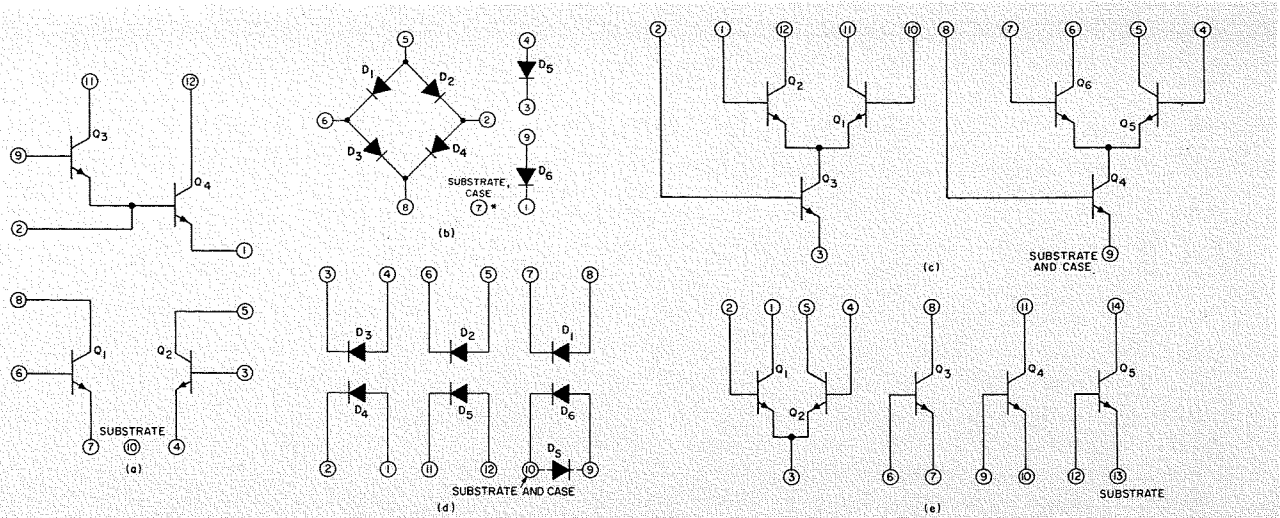 11
12
Q3
9
Q4
2
1
8
5
Q1
Q2
6
3
SUBSTRATE
7
10
4
(a)
5
4
D1
D2
D5
6
2
3
D3
D4
9
SUBSTRATE,
CASE
D6
7 *
8
1
(b)
2
1
12
11
10
8
7
6
5
4
Q2
Q1
Q6
Q5
Q3
Q4
3
9
(c)
SUBSTRATE
AND CASE
3
4
6
5
7
8
D3
D2
D1
D4
D5
D6
DS
2
1
11
12
10
9
SUBSTRATE AND CASE
(d)
2
1
5
4
8
11
14
Q1
Q2
Q3
Q4
Q5
3
6
7
9
10
12
13
SUBSTRATE
(e)